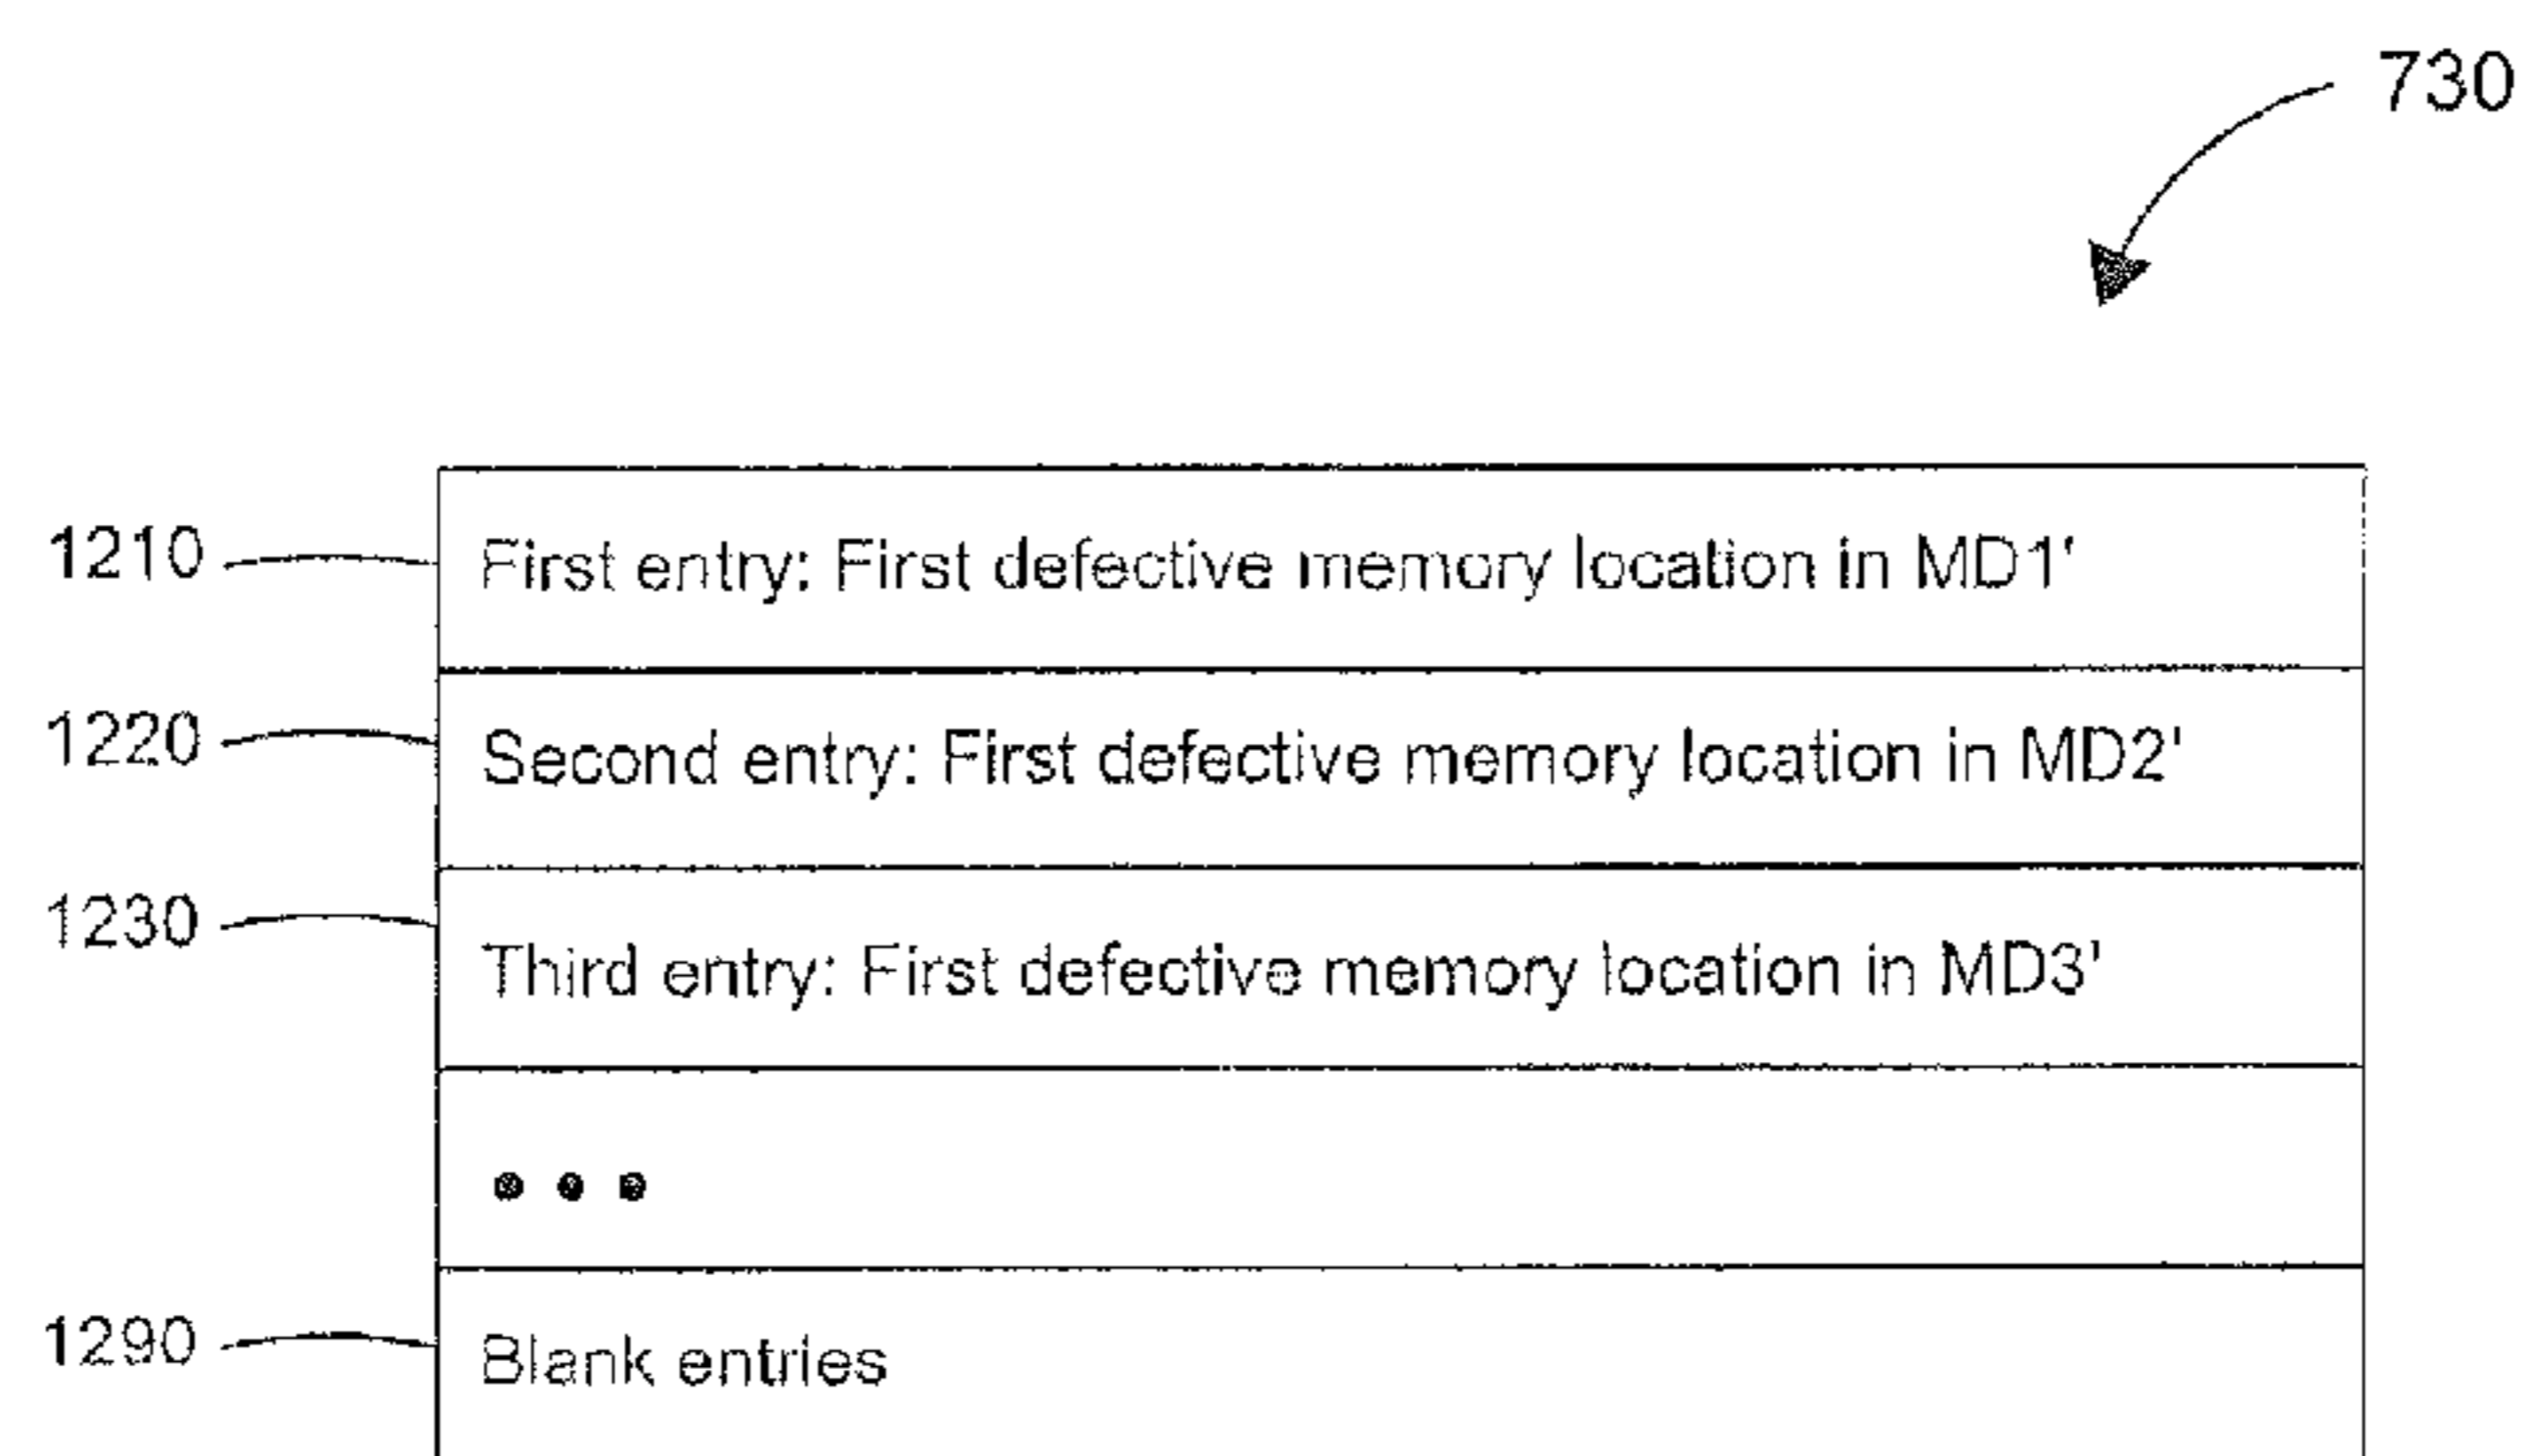 730
1210 First entry: First defective memory location in MD1'
1220 Second entry: First defective memory location in MD2'
1230 Third entry: First defective memory location in MD3'
● ● ●
1290 Blank entries